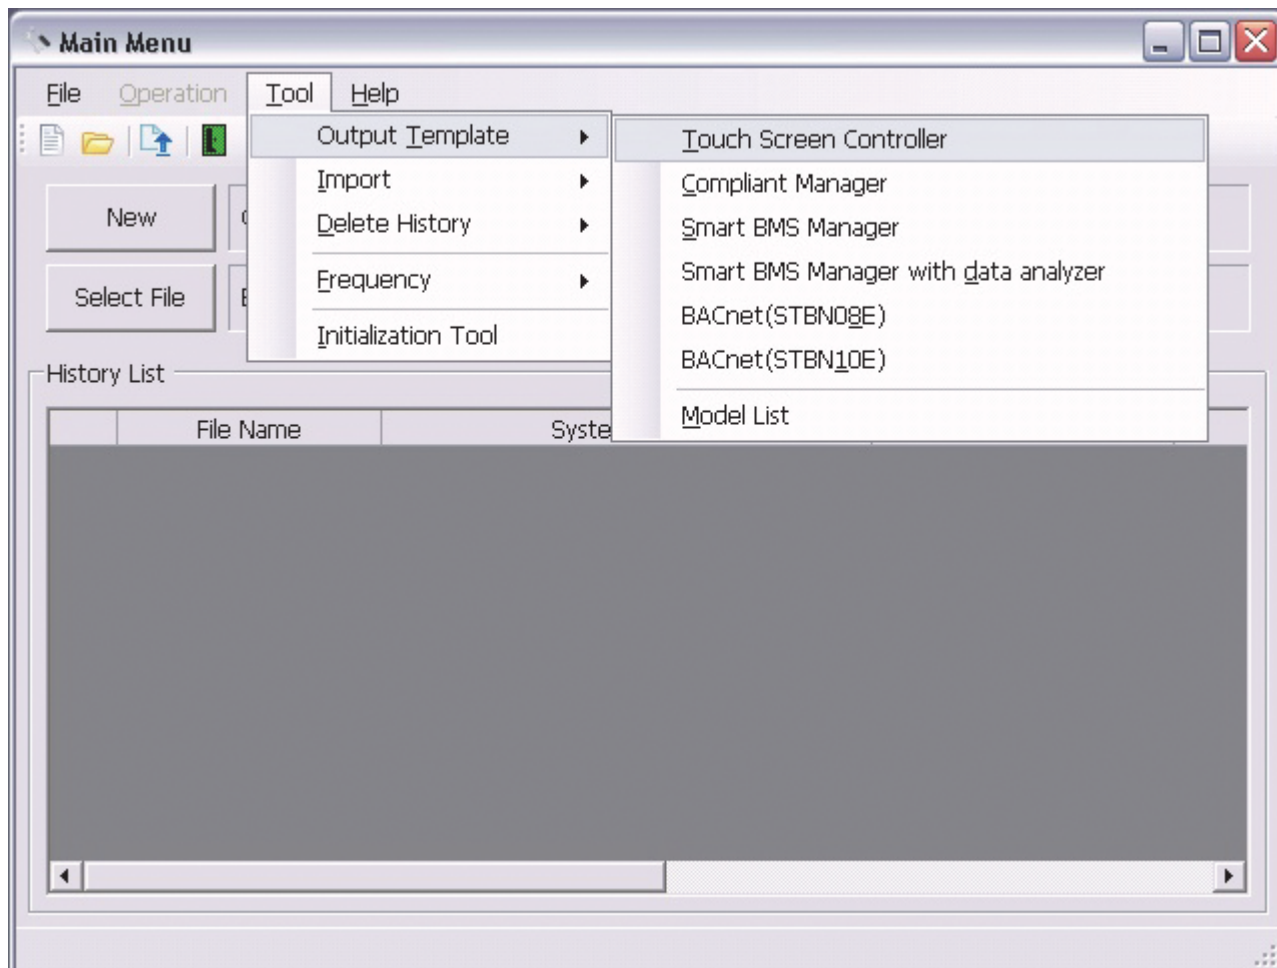 Main Menu
File Operation Tool Help
Output Template
Import
Delete History
Frequency
Initialization Tool
Touch Screen Controller
Compliant Manager
Smart BMS Manager
Smart BMS Manager with data analyzer
BACnet(STBN08E)
BACnet(STBN10E)
Model List
New
Select File
History List
File Name